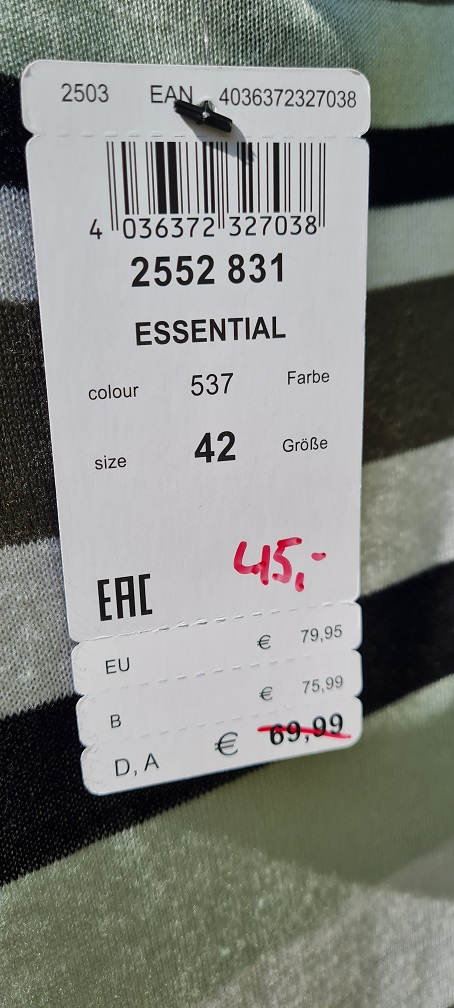 2503 EAN 4036372327038
4 036372 327038
2552 831
ESSENTIAL
colour 537 Farbe
size 42 Größe
45,-
EAC
EU € 79,95
B € 75,99
D, A € 69,99